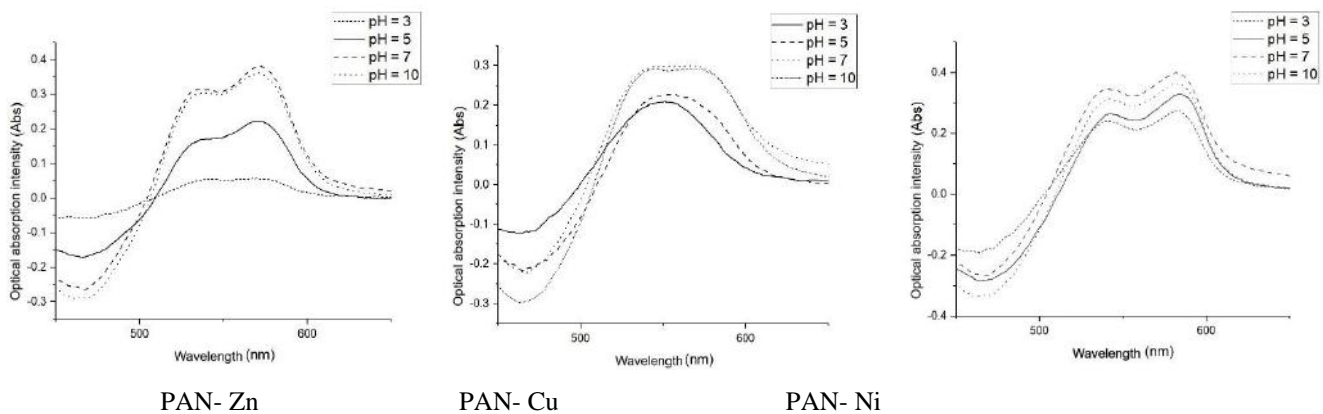 pH = 3
pH = 5
pH = 7
pH = 10
0.4
0.3
0.2
0.1
0.0
-0.1
-0.2
-0.3
500
600
Optical absorption intensity (Abs)
Wavelength (nm)
pH = 3
pH = 5
pH = 7
pH = 10
0.3
0.2
0.1
0.0
-0.1
-0.2
-0.3
500
600
Optical absorption intensity (Abs)
Wavelength (nm)
pH = 3
pH = 5
pH = 7
pH = 10
0.4
0.2
0.0
-0.2
-0.4
500
600
Optical absorption intensity (Abs)
Wavelength (nm)
PAN- Zn PAN- Cu PAN- Ni